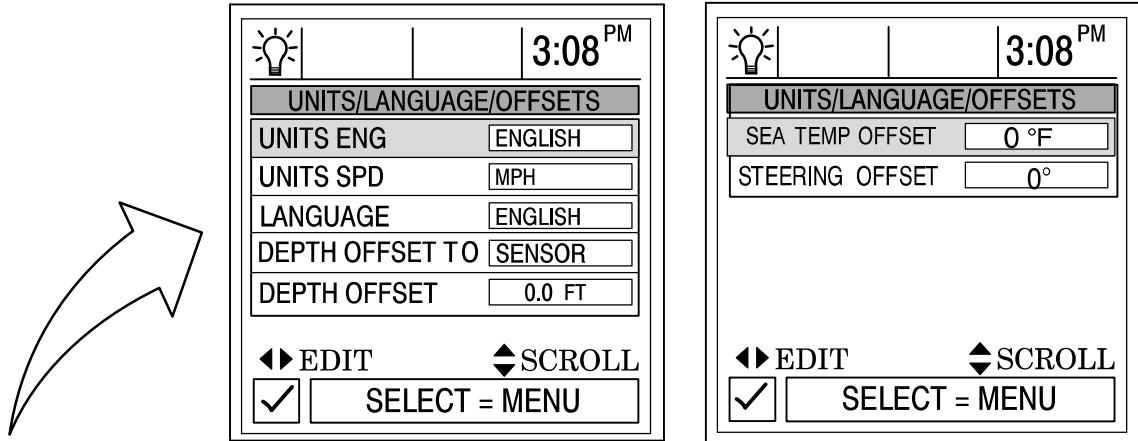 3:08 PM
UNITS/LANGUAGE/OFFSETS
UNITS ENG ENGLISH
UNITS SPD MPH
LANGUAGE ENGLISH
DEPTH OFFSET TO SENSOR
DEPTH OFFSET 0.0 FT
EDIT SCROLL
SELECT = MENU
3:08 PM
UNITS/LANGUAGE/OFFSETS
SEA TEMP OFFSET 0 °F
STEERING OFFSET 0°
EDIT SCROLL
SELECT = MENU